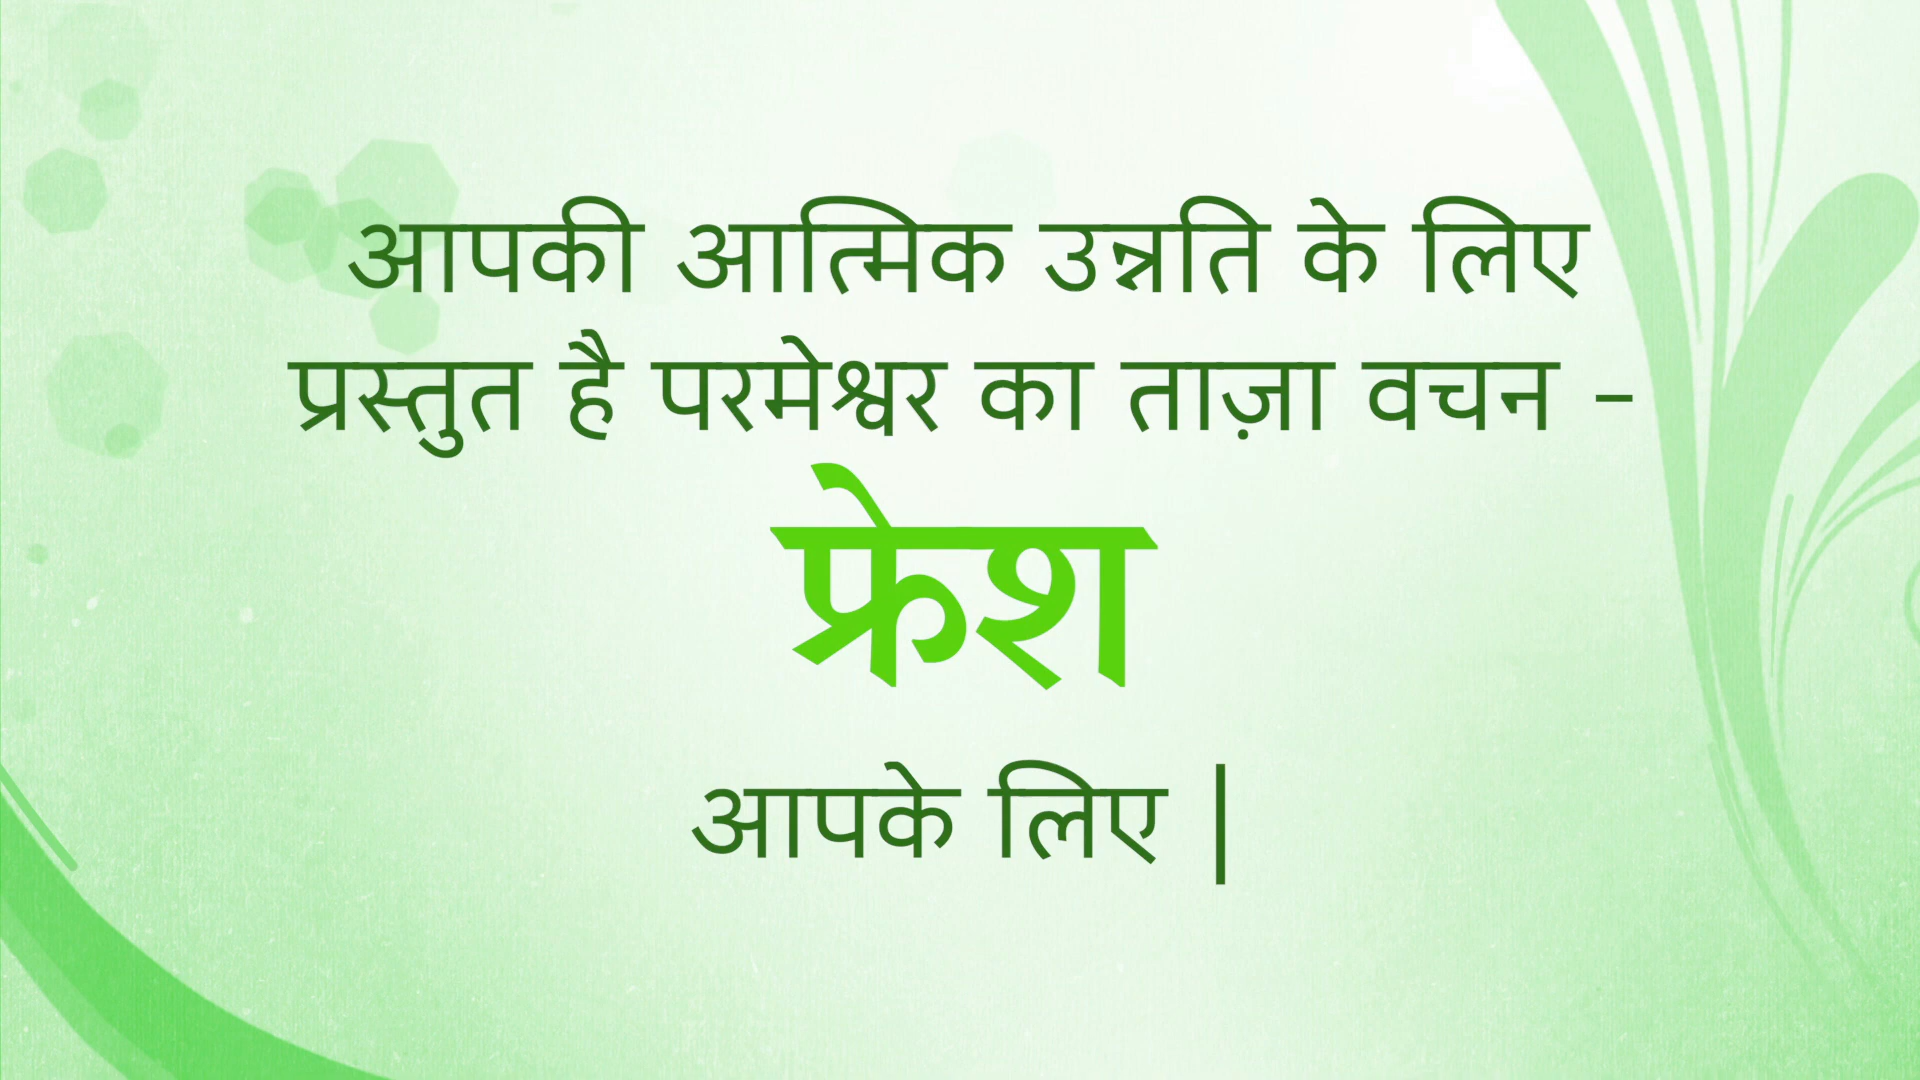 आपकी आत्मिक उन्नति के लिए
प्रस्तुत है परमेश्वर का ताज़ा वचन -
फ्रेश
आपके लिए |